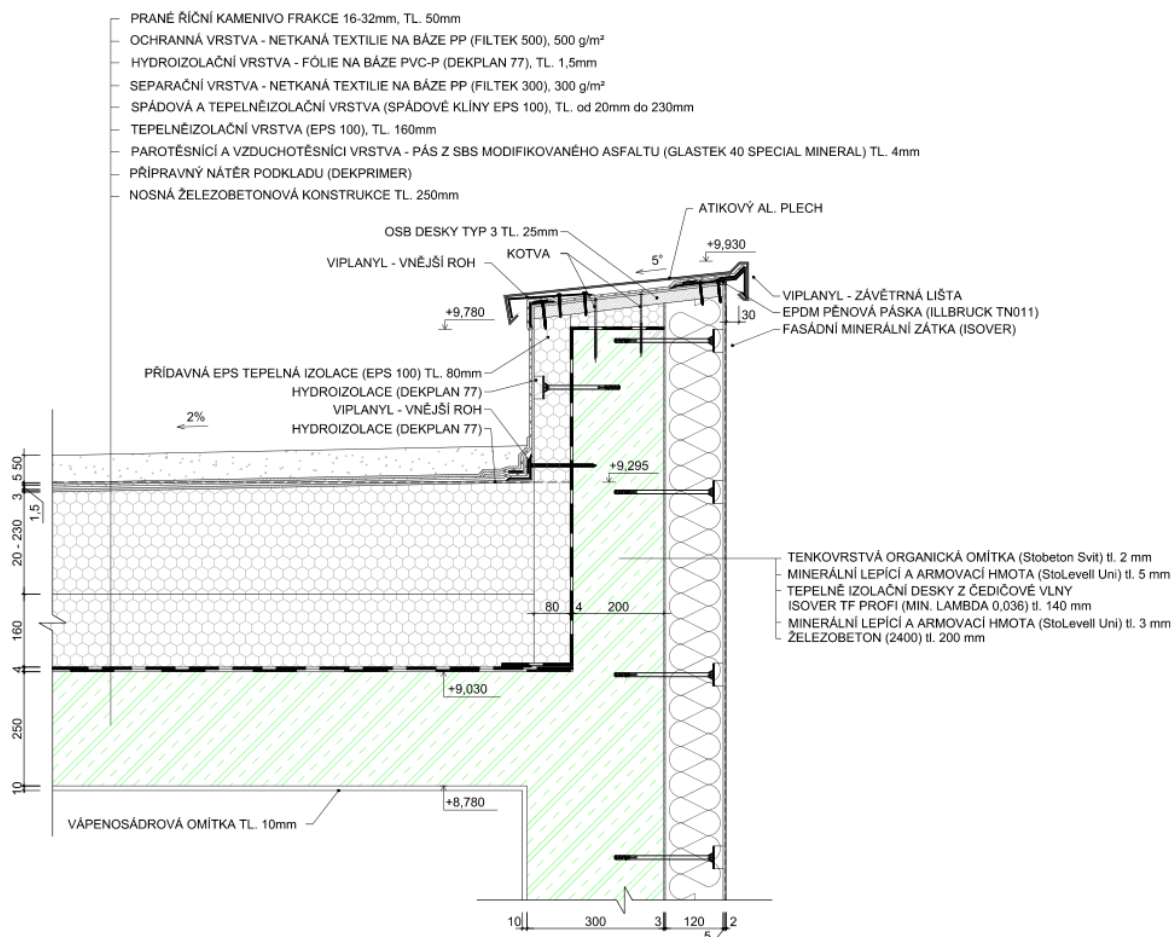 PRANÉ ŘÍČNÍ KAMENIVO FRAKCE 16-32mm, TL. 50mm
OCHRANNÁ VRSTVA - NETKANÁ TEXTILIE NA BÁZE PP (FILTEK 500), 500 g/m²
HYDROIZOLAČNÍ VRSTVA - FÓLIE NA BÁZE PVC-P (DEKPLAN 77), TL. 1,5mm
SEPARAČNÍ VRSTVA - NETKANÁ TEXTILIE NA BÁZE PP (FILTEK 300), 300 g/m²
SPÁDOVÁ A TEPELNĚIZOLAČNÍ VRSTVA (SPÁDOVÉ KLÍNY EPS 100), TL. od 20mm do 230mm
TEPELNĚIZOLAČNÍ VRSTVA (EPS 100), TL. 160mm
PAROTĚSNÍCÍ A VZDUCHOTĚSNÍCI VRSTVA - PÁS Z SBS MODIFIKOVANÉHO ASFALTU (GLASTEK 40 SPECIAL MINERAL) TL. 4mm
PŘÍPRAVNÝ NÁTĚR PODKLADU (DEKPRIMER)
NOSNÁ ŽELEZOBETONOVÁ KONSTRUKCE TL. 250mm
ATIKOVÝ AL. PLECH
OSB DESKY TYP 3 TL. 25mm
KOTVA
+9,930
VIPLANYL - VNĚJŠÍ ROH
5°
VIPLANYL - ZÁVĚTRNÁ LIŠTA
EPDM PĚNOVÁ PÁSKA (ILLBRUCK TN011)
+9,780
30
FASÁDNÍ MINERÁLNÍ ZÁTKA (ISOVER)
PŘÍDAVNÁ EPS TEPELNÁ IZOLACE (EPS 100) TL. 80mm
HYDROIZOLACE (DEKPLAN 77)
VIPLANYL - VNĚJŠÍ ROH
2%
HYDROIZOLACE (DEKPLAN 77)
+9,295
50
5
3
1,5
20 - 230
160
4
250
10
TENKOVRSTVÁ ORGANICKÁ OMÍTKA (Stobeton Svit) tl. 2 mm
MINERÁLNÍ LEPÍCÍ A ARMOVACÍ HMOTA (StoLevell Uni) tl. 5 mm
TEPELNĚ IZOLAČNÍ DESKY Z ČEDIČOVÉ VLNY
ISOVER TF PROFI (MIN. LAMBDA 0,036) tl. 140 mm
MINERÁLNÍ LEPÍCÍ A ARMOVACÍ HMOTA (StoLevell Uni) tl. 3 mm
ŽELEZOBETON (2400) tl. 200 mm
80 4 200
+9,030
+8,780
VÁPENOSÁDROVÁ OMÍTKA TL. 10mm
10 300 3 120 2
5